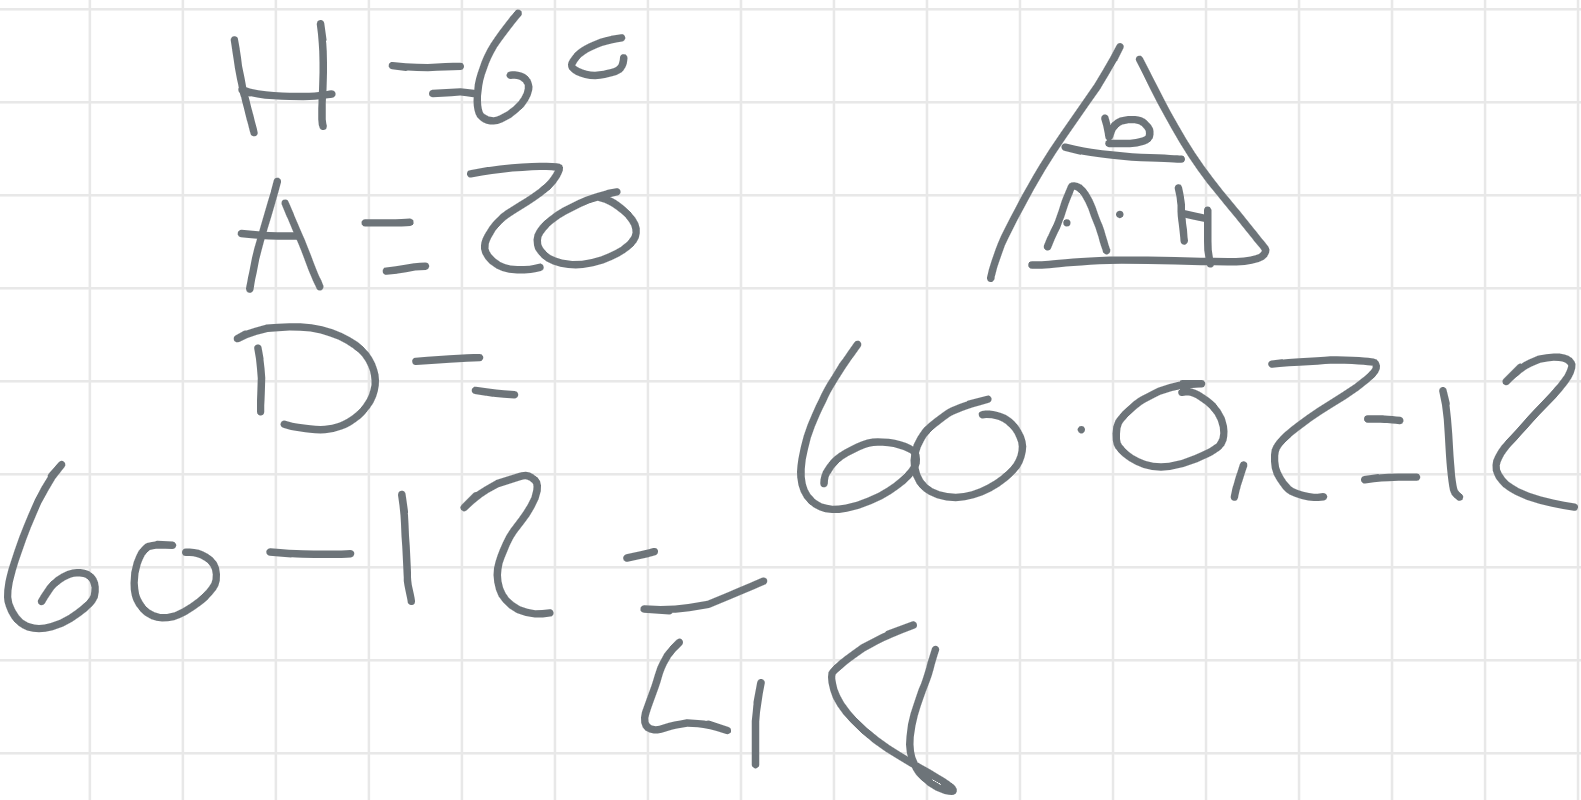 H = 60
A = 20
D =
D
A · H
60 · 0,2 = 12
60 - 12 =
48